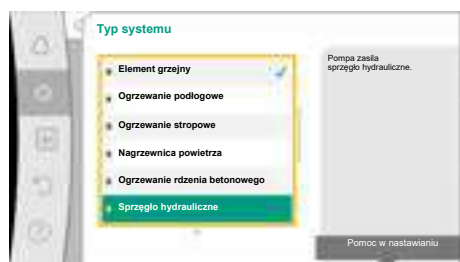 Typ systemu
Element grzejny
Ogrzewanie podłogowe
Ogrzewanie stropowe
Nagrzewnica powietrza
Ogrzewanie rdzenia betonowego
Sprzęgło hydrauliczne
Pompa zasila
sprzęgło hydrauliczne.
Pomoc w nastawianiu